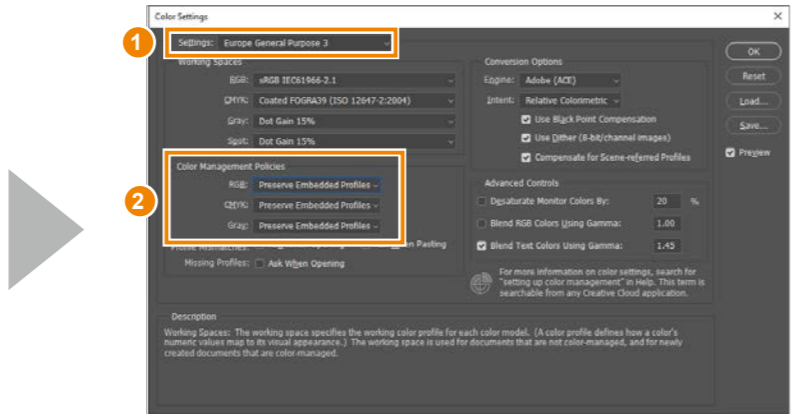 Color Settings
1
Settings: Europe General Purpose 3
OK
Working Spaces
Conversion Options
RGB: sRGB IEC61966-2.1
Engine: Adobe (ACE)
Reset
CMYK: Coated FOGRA39 (ISO 12647-2:2004)
Intent: Relative Colorimetric
Load...
Gray: Dot Gain 15%
Use Black Point Compensation
Save...
Spot: Dot Gain 15%
Use Dither (8-bit/channel images)
Compensate for Scene-referred Profiles
Preview
Color Management Policies
2
RGB: Preserve Embedded Profiles
Advanced Controls
CMYK: Preserve Embedded Profiles
Desaturate Monitor Colors By: 20 %
Gray: Preserve Embedded Profiles
Blend RGB Colors Using Gamma: 1.00
Profile Mismatches: Pasting
Blend Text Colors Using Gamma: 1.45
Missing Profiles: Ask When Opening
For more information on color settings, search for
"setting up color management" in Help. This term is
searchable from any Creative Cloud application.
Description
Working Spaces: The working space specifies the working color profile for each color model. (A color profile defines how a color's
numeric values map to its visual appearance.) The working space is used for documents that are not color-managed, and for newly
created documents that are color-managed.